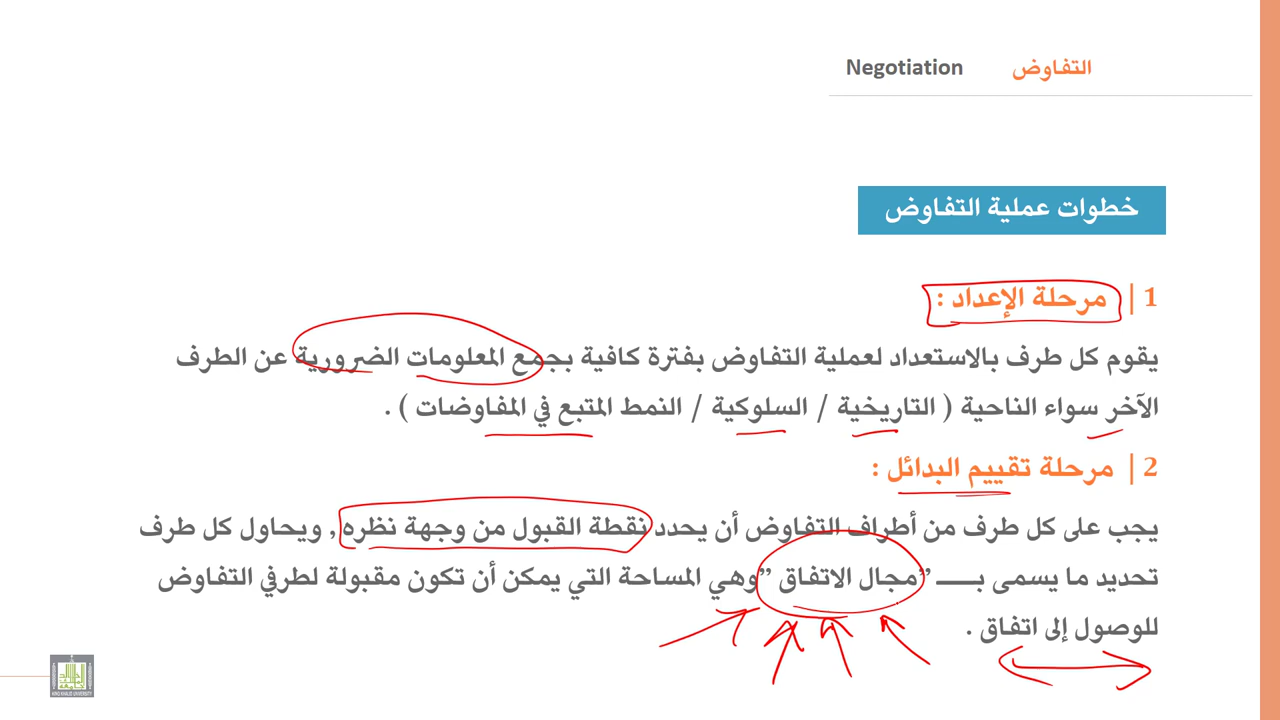 التفاوض Negotiation
خطوات عملية التفاوض
1 | مرحلة الإعداد :
يقوم كل طرف بالاستعداد لعملية التفاوض بفترة كافية بجمع المعلومات الضرورية عن الطرف
الآخر سواء الناحية ( التاريخية / السلوكية / النمط المتبع في المفاوضات ) .
2 | مرحلة تقييم البدائل :
يجب على كل طرف من أطراف التفاوض أن يحدد نقطة القبول من وجهة نظره , ويحاول كل طرف
تحديد ما يسمى بـــــ ”مجال الاتفاق ”وهي المساحة التي يمكن أن تكون مقبولة لطرفي التفاوض
للوصول إلى اتفاق .
KING KHALID UNIVERSITY